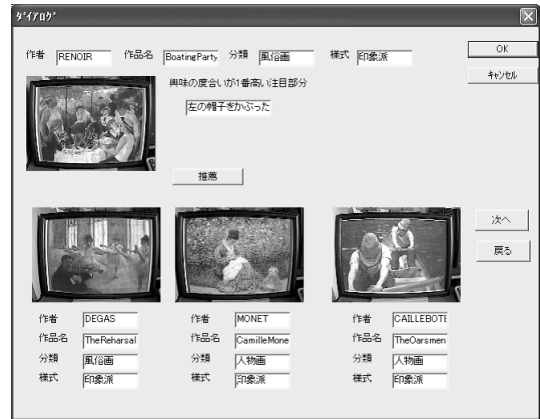 ﾀﾞｲｱﾛｸﾞ
作者 RENOIR 作品名 BoatingParty 分類 風俗画 様式 印象派 OK
ｷｬﾝｾﾙ
興味の度合いが1番高い注目部分
左の帽子をかぶった
推薦
次へ
戻る
作者 DEGAS 作者 MONET 作者 CAILLEBOTE
作品名 TheReharsal 作品名 CamilleMone 作品名 TheOarsmen
分類 風俗画 分類 人物画 分類 人物画
様式 印象派 様式 印象派 様式 印象派